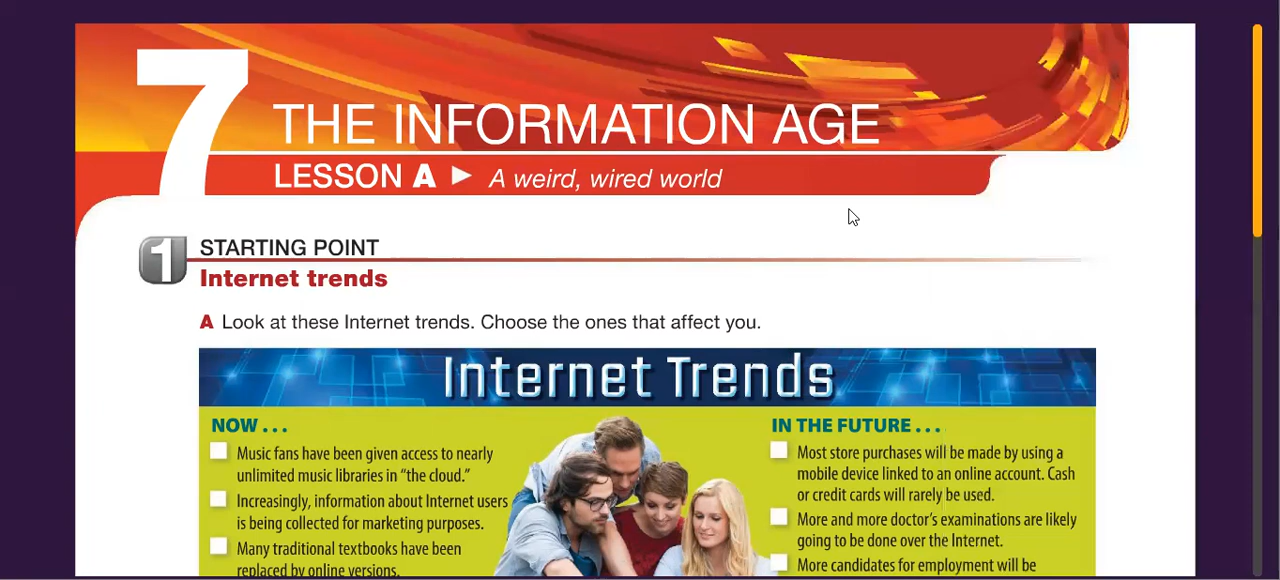 7
THE INFORMATION AGE
LESSON A ► A weird, wired world
1
STARTING POINT
Internet trends
A Look at these Internet trends. Choose the ones that affect you.
Internet Trends
NOW . . .
Music fans have been given access to nearly
unlimited music libraries in “the cloud.”
Increasingly, information about Internet users
is being collected for marketing purposes.
Many traditional textbooks have been
replaced by online versions.
IN THE FUTURE . . .
Most store purchases will be made by using a
mobile device linked to an online account. Cash
or credit cards will rarely be used.
More and more doctor’s examinations are likely
going to be done over the Internet.
More candidates for employment will be